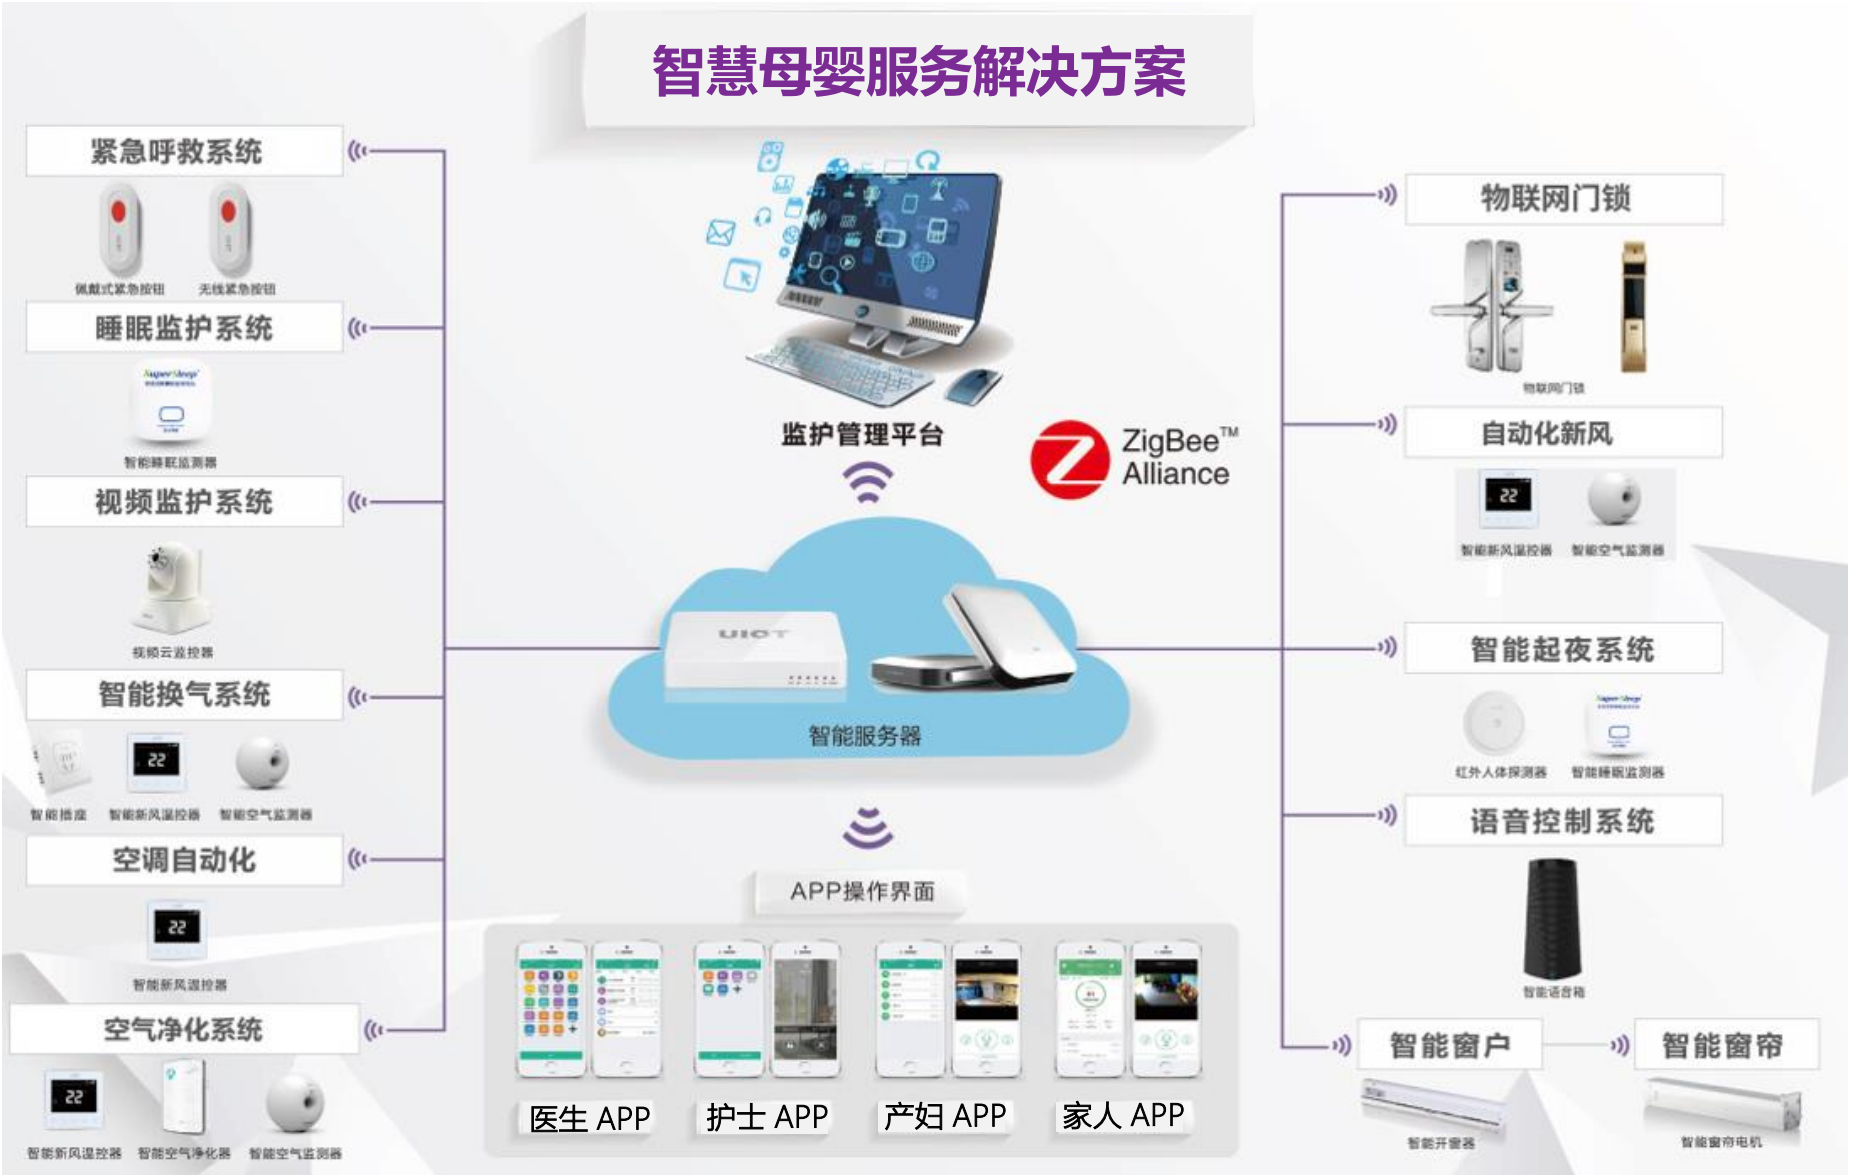 智慧母婴服务解决方案
紧急呼救系统
佩戴式紧急按钮
无线紧急按钮
睡眠监护系统
SuperSleep
智能睡眠监测器
视频监护系统
视频云监控器
智能换气系统
22
智能插座
智能新风温控器
智能空气监测器
空调自动化
22
智能新风温控器
空气净化系统
22
智能新风温控器
智能空气净化器
智能空气监测器
监护管理平台
ZigBee™
Alliance
UIOT
智能服务器
APP操作界面
医生 APP
护士 APP
产妇 APP
家人 APP
物联网门锁
物联网门锁
自动化新风
22
智能新风温控器
智能空气监测器
智能起夜系统
SuperSleep
红外人体探测器
智能睡眠监测器
语音控制系统
智能语音箱
智能窗户
智能开窗器
智能窗帘
智能窗帘电机